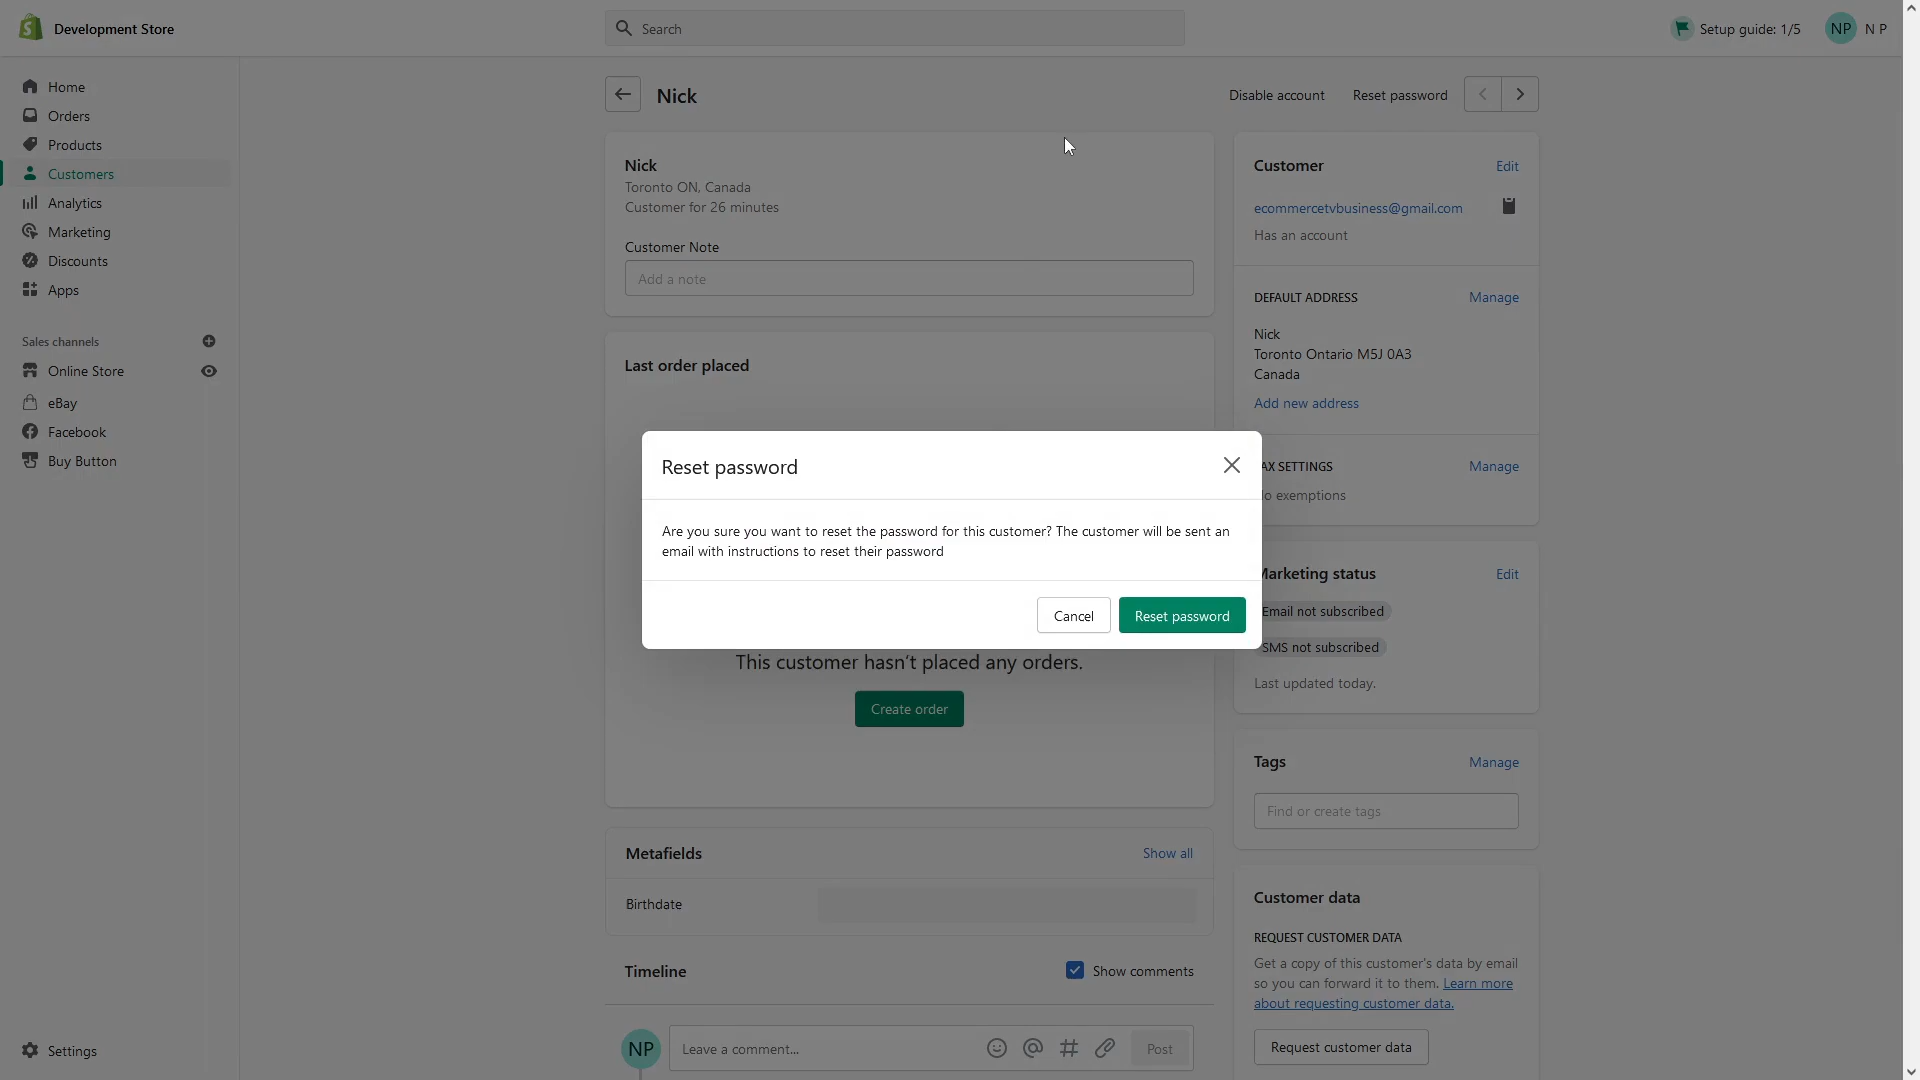 Development Store
Search
Setup guide: 1/5
NP
N P
Home
Orders
Products
Customers
Analytics
Marketing
Discounts
Apps
Sales channels
Online Store
eBay
Facebook
Buy Button
Settings
Nick
Disable account
Reset password
Nick
Toronto ON, Canada
Customer for 26 minutes
Customer Note
Add a note
Last order placed
Reset password
Are you sure you want to reset the password for this customer? The customer will be sent an
email with instructions to reset their password
Cancel
Reset password
This customer hasn't placed any orders.
Create order
Metafields
Show all
Birthdate
Timeline
Show comments
NP
Leave a comment...
Post
Customer
Edit
ecommercetvbusiness@gmail.com
Has an account
DEFAULT ADDRESS
Manage
Nick
Toronto Ontario M5J 0A3
Canada
Add new address
AX SETTINGS
Manage
o exemptions
Marketing status
Edit
Email not subscribed
SMS not subscribed
Last updated today.
Tags
Manage
Find or create tags
Customer data
REQUEST CUSTOMER DATA
Get a copy of this customer's data by email
so you can forward it to them. Learn more
about requesting customer data.
Request customer data